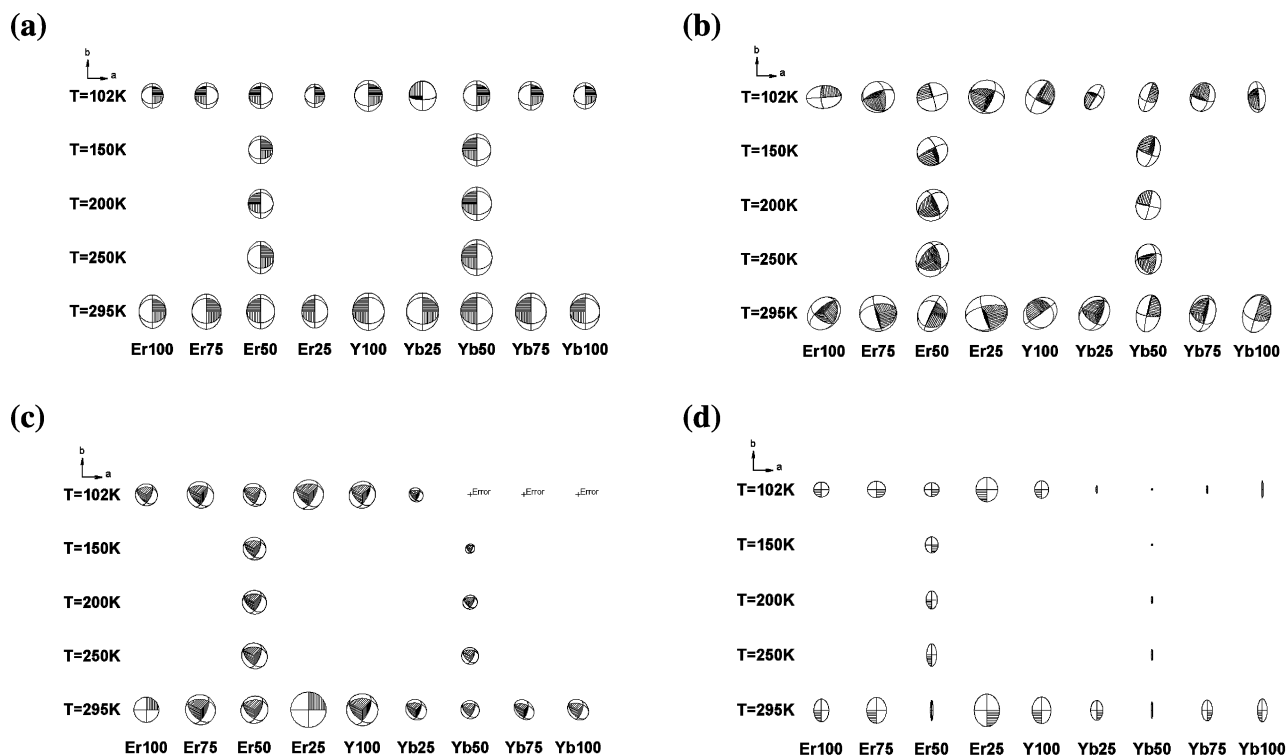 (a)
b
a
T=102K
T=150K
T=200K
T=250K
T=295K
Er100 Er75 Er50 Er25 Y100 Yb25 Yb50 Yb75 Yb100
(b)
b
a
T=102K
T=150K
T=200K
T=250K
T=295K
Er100 Er75 Er50 Er25 Y100 Yb25 Yb50 Yb75 Yb100
(c)
b
a
T=102K Error Error Error
T=150K
T=200K
T=250K
T=295K
Er100 Er75 Er50 Er25 Y100 Yb25 Yb50 Yb75 Yb100
(d)
b
a
T=102K
T=150K
T=200K
T=250K
T=295K
Er100 Er75 Er50 Er25 Y100 Yb25 Yb50 Yb75 Yb100